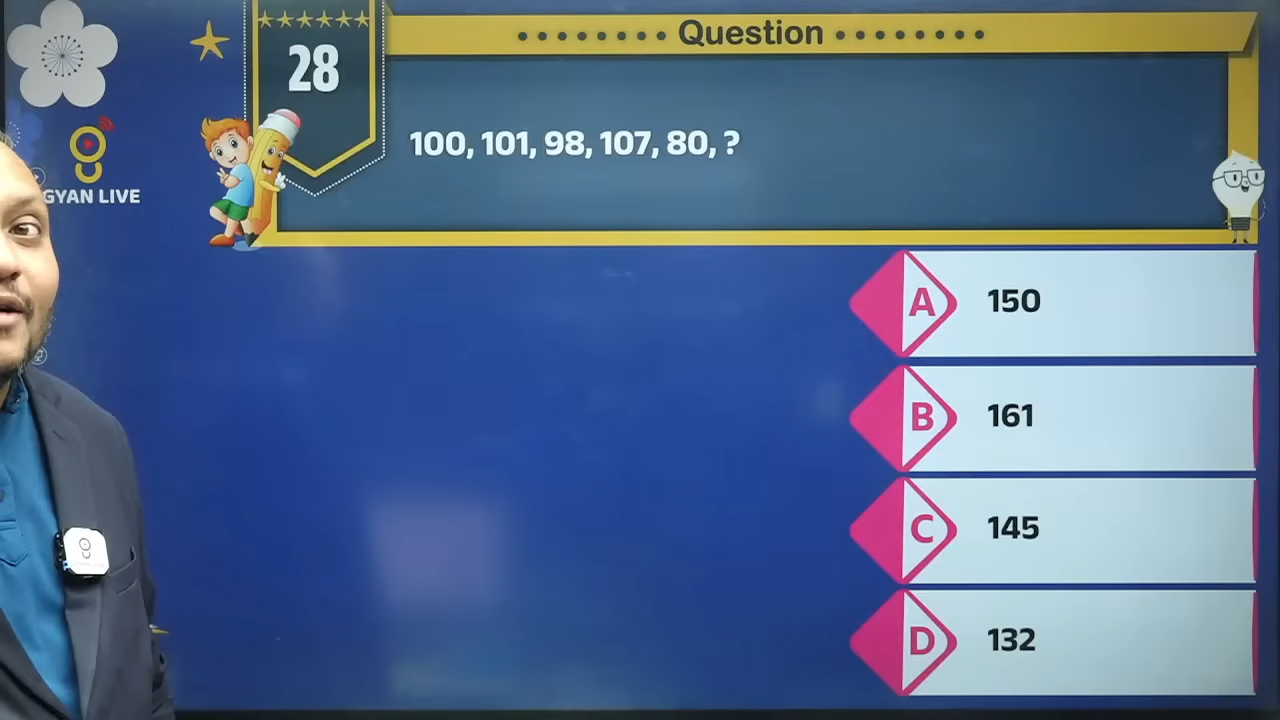 Question
28
100, 101, 98, 107, 80, ?
GYAN LIVE
A 150
B 161
C 145
D 132